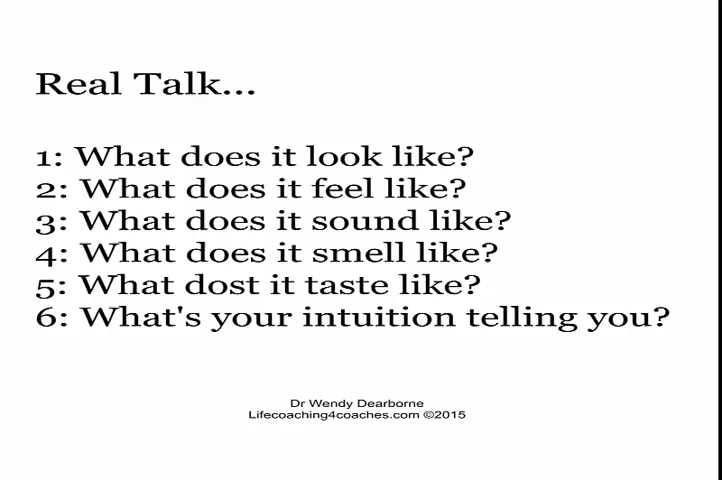 Real Talk...
1: What does it look like?
2: What does it feel like?
3: What does it sound like?
4: What does it smell like?
5: What dost it taste like?
6: What's your intuition telling you?
Dr Wendy Dearborne
Lifecoaching4coaches.com ©2015